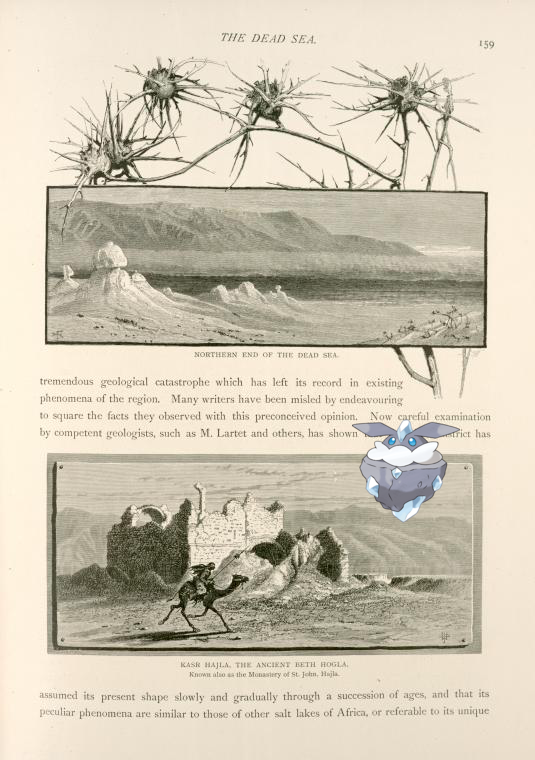 THE DEAD SEA.
159
NORTHERN END OF THE DEAD SEA.
tremendous geological catastrophe which has left its record in existing
phenomena of the region. Many writers have been misled by endeavouring
to square the facts they observed with this preconceived opinion. Now careful examination
by competent geologists, such as M. Lartet and others, has shown has
KASR HAJLA, THE ANCIENT BETH HOGLA.
Known also as the Monastery of St. John, Hajla.
assumed its present shape slowly and gradually through a succession of ages, and that its
peculiar phenomena are similar to those of other salt lakes of Africa, or referable to its unique